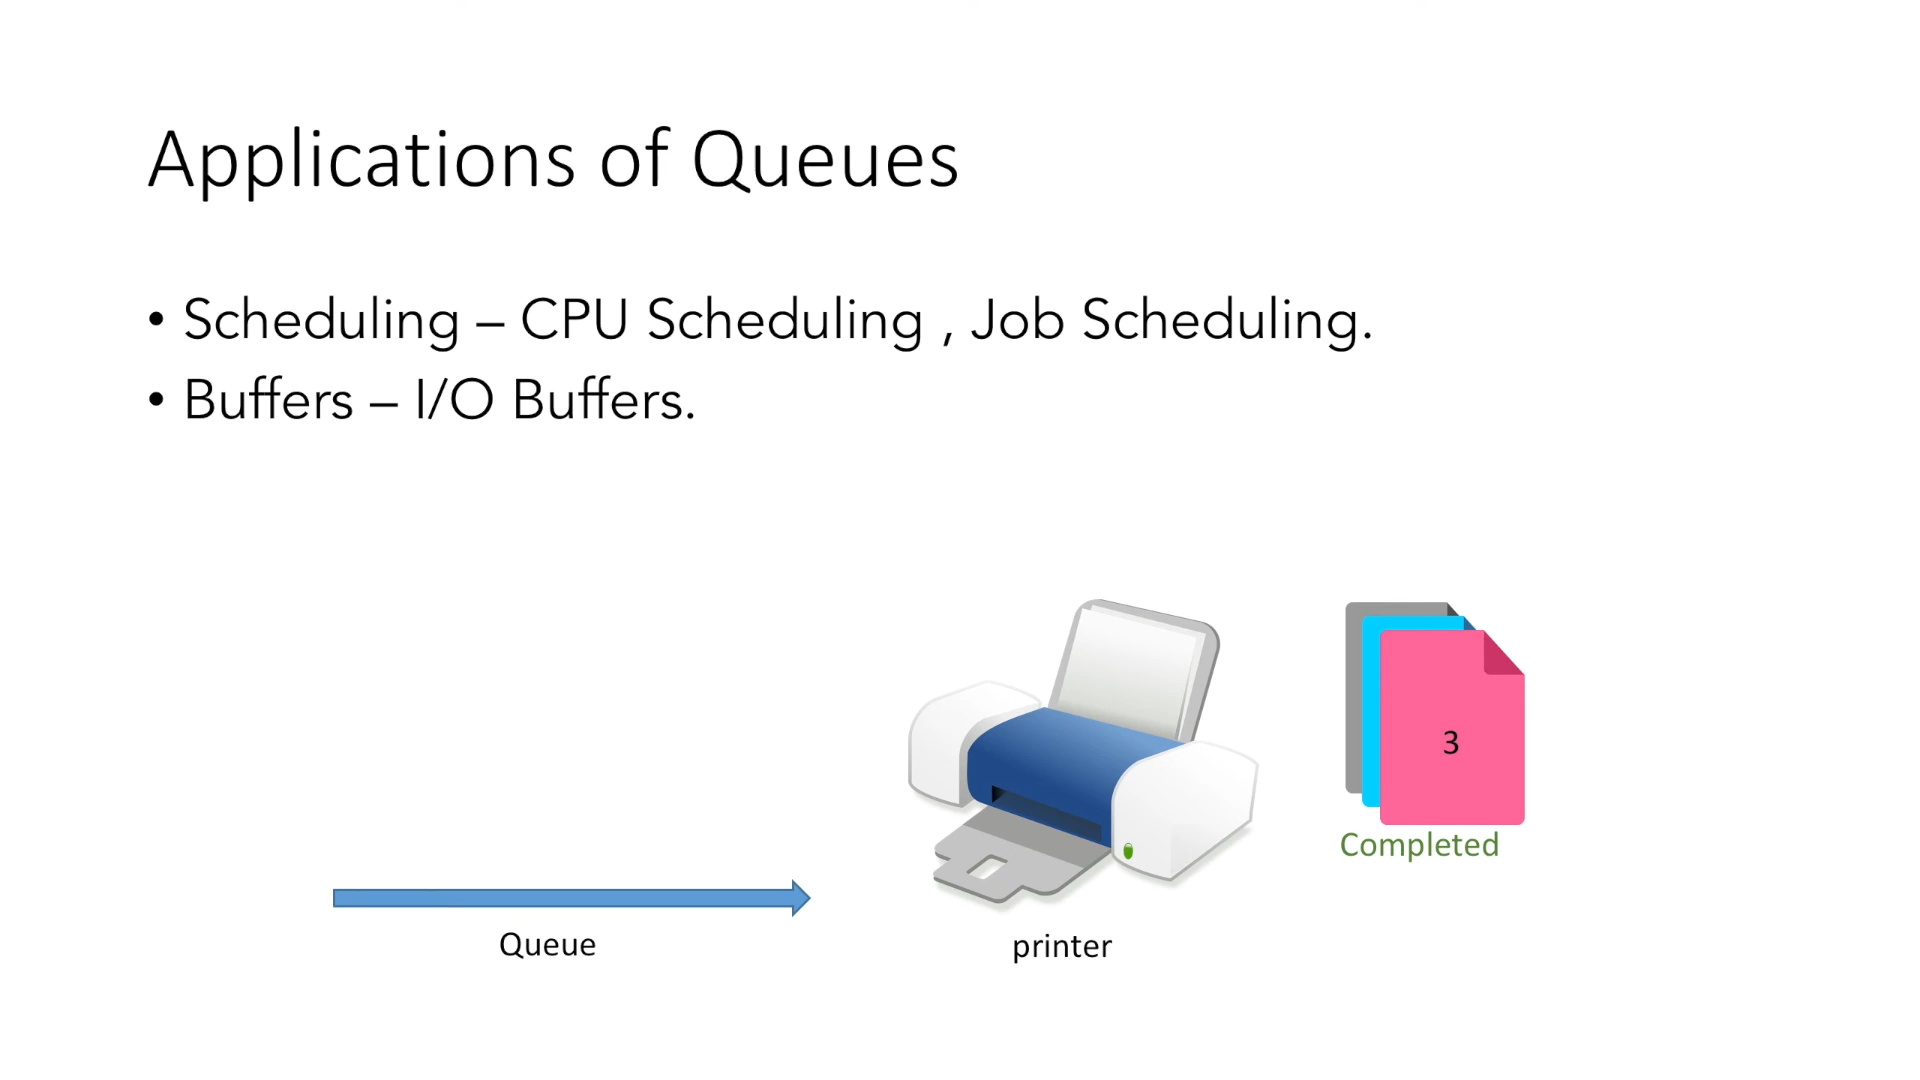 Applications of Queues
• Scheduling – CPU Scheduling , Job Scheduling.
• Buffers – I/O Buffers.
3
Completed
Queue
printer